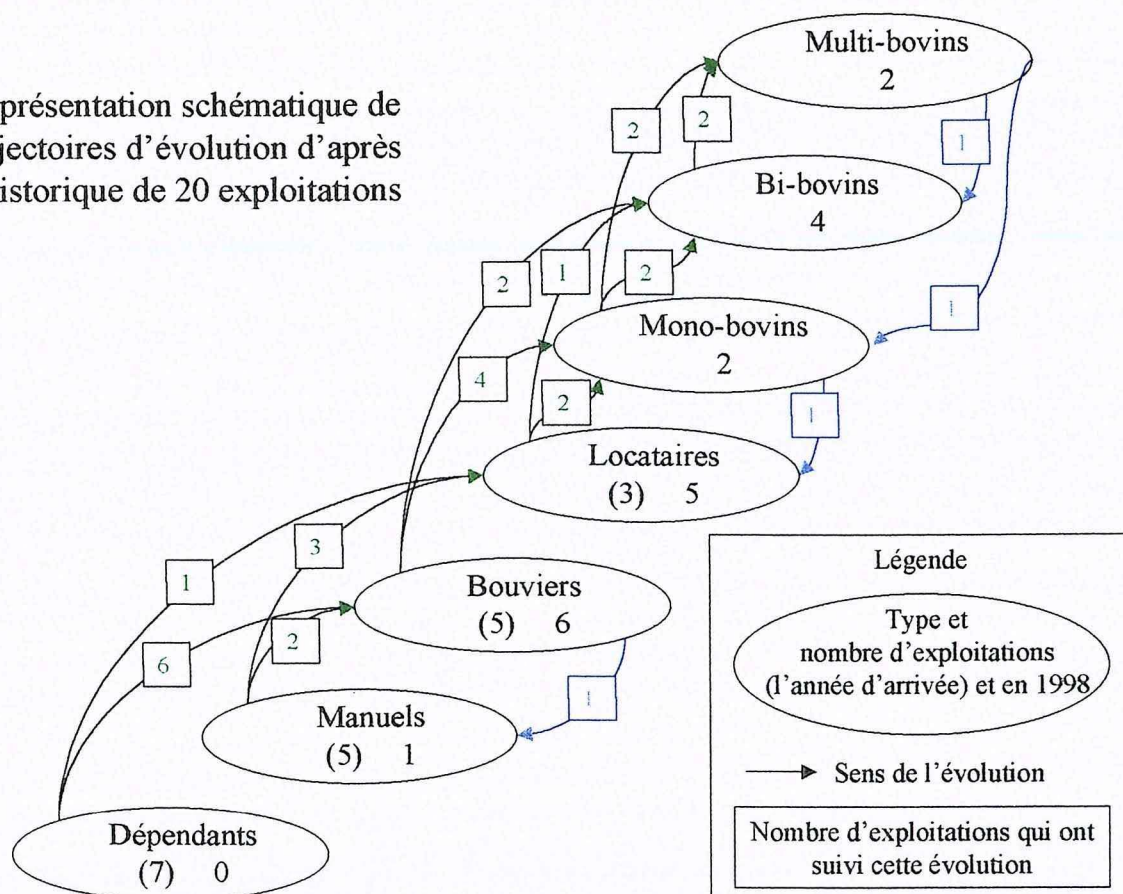 présentation schématique de
jectoires d'évolution d'après
istorique de 20 exploitations
Multi-bovins
2
2
2
1
Bi-bovins
4
2
1
2
1
Mono-bovins
2
4
2
1
Locataires
(3) 5
3
1
Bouviers
(5) 6
6
2
1
Manuels
(5) 1
Dépendants
(7) 0
Légende
Type et
nombre d'exploitations
(l'année d'arrivée) et en 1998
Sens de l'évolution
Nombre d'exploitations qui ont
suivi cette évolution